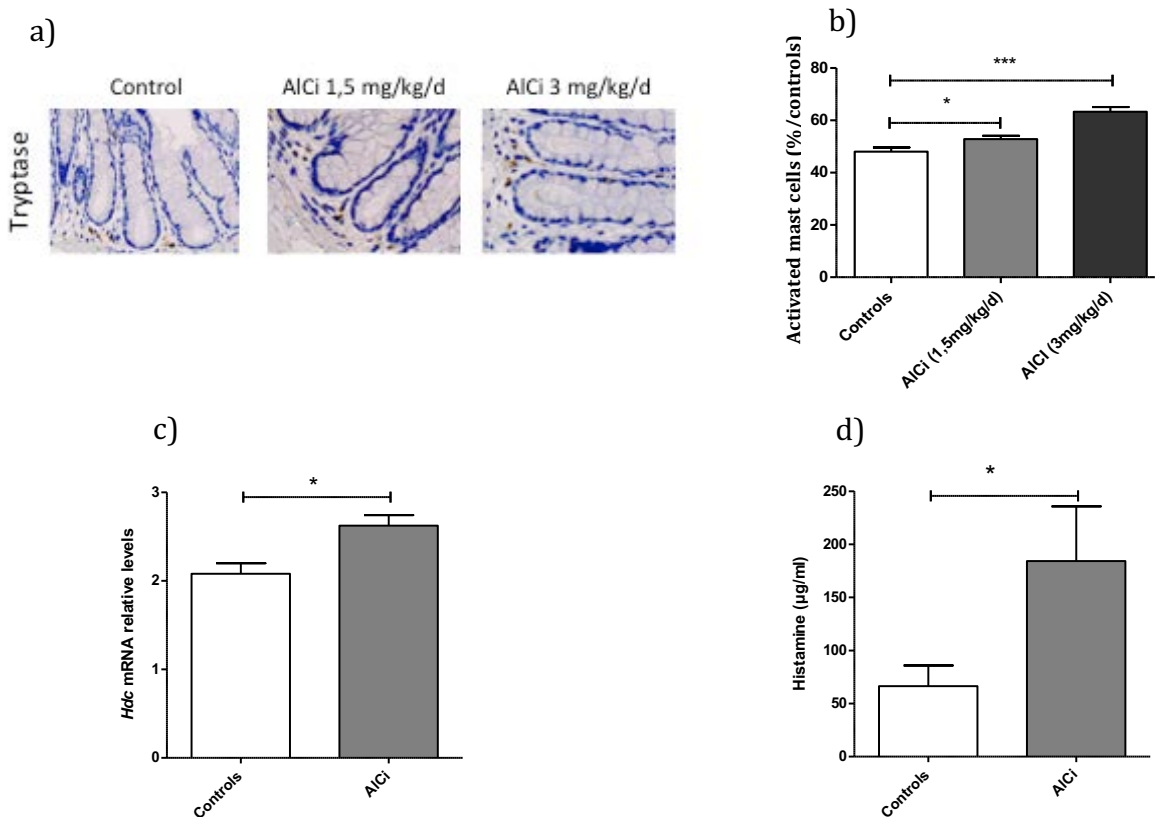 a)
Control
AlCi 1,5 mg/kg/d
AlCi 3 mg/kg/d
Tryptase
b)
Activated mast cells (%/controls)
80
60
40
20
0
*
***
Controls
AlCi (1,5mg/kg/d)
AlCl (3mg/kg/d)
c)
Hdc mRNA relative levels
3
2
1
0
*
Controls
AlCi
d)
Histamine (µg/ml)
250
200
150
100
50
0
*
Controls
AlCi